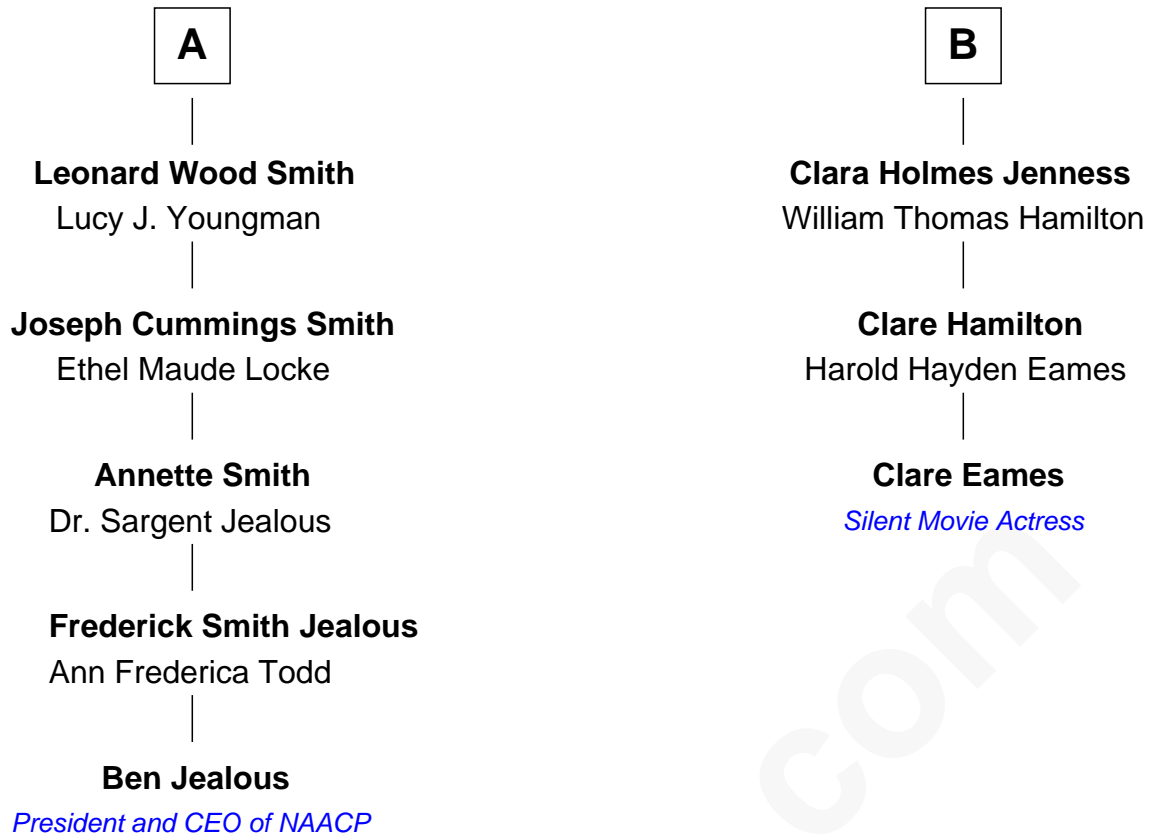 A
Leonard Wood Smith
Lucy J. Youngman
Joseph Cummings Smith
Ethel Maude Locke
Annette Smith
Dr. Sargent Jealous
Frederick Smith Jealous
Ann Frederica Todd
Ben Jealous
President and CEO of NAACP
B
Clara Holmes Jenness
William Thomas Hamilton
Clare Hamilton
Harold Hayden Eames
Clare Eames
Silent Movie Actress
com